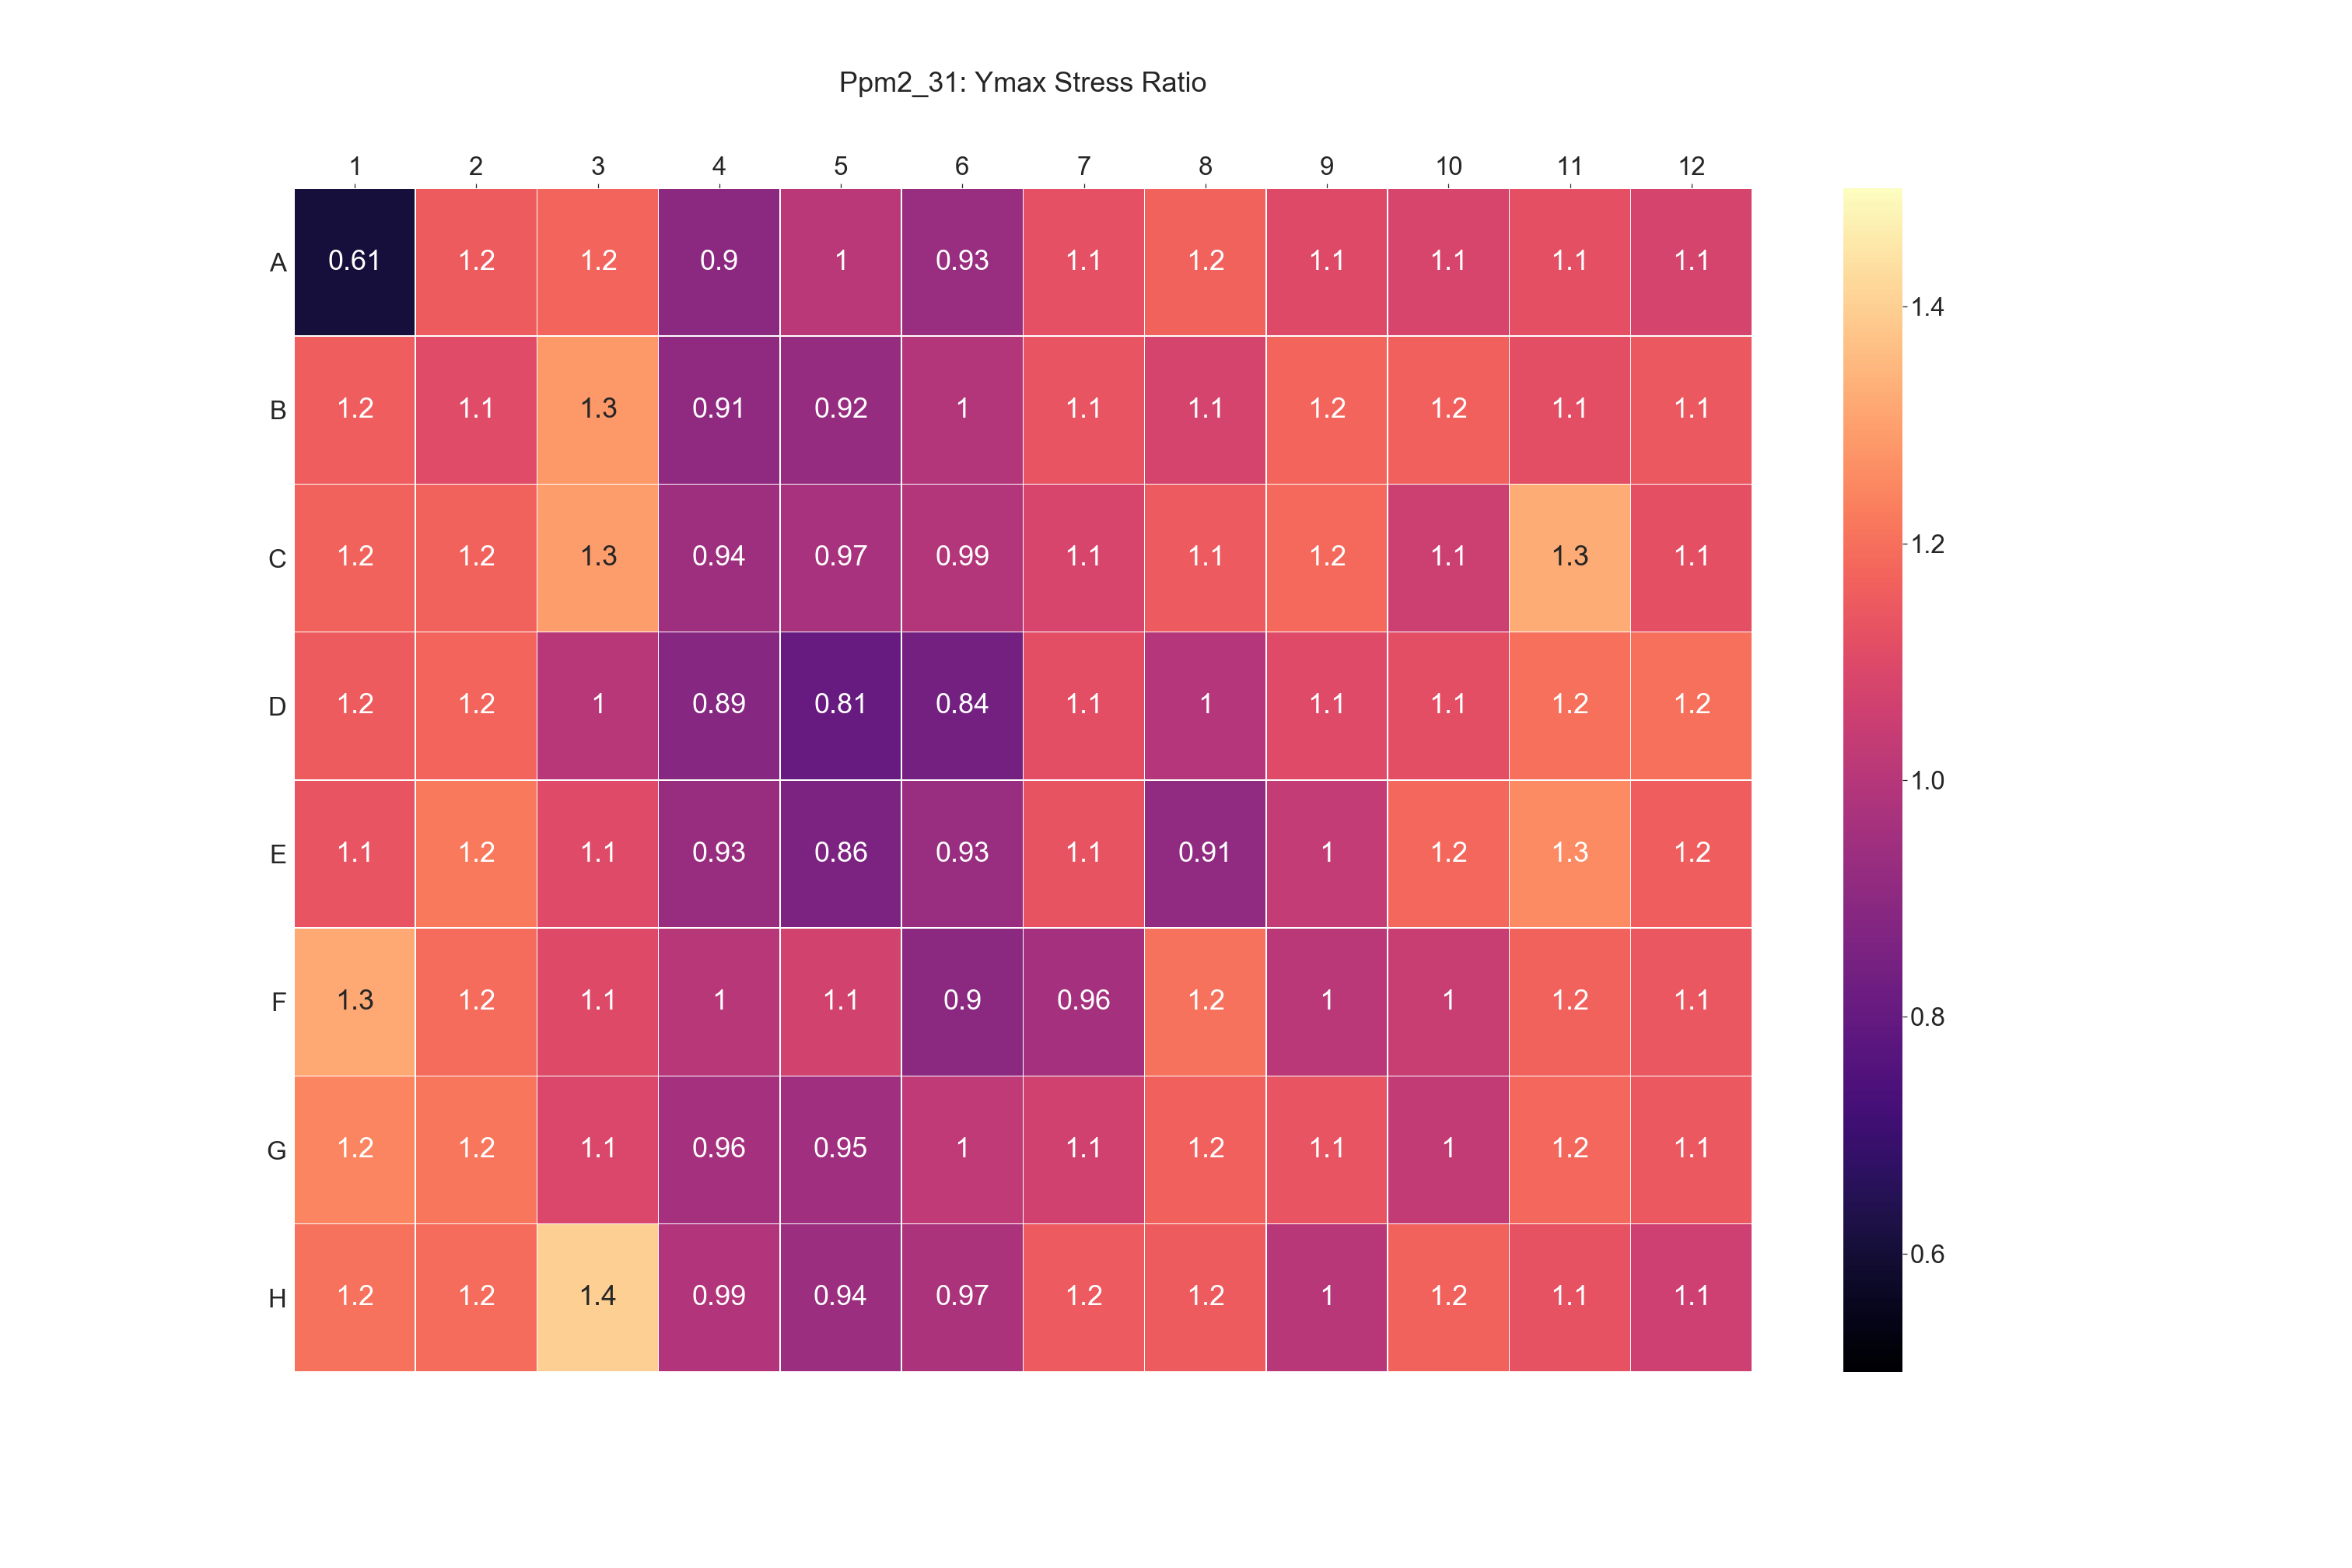 Ppm2_31: Ymax Stress Ratio
1 2 3 4 5 6 7 8 9 10 11 12
A 0.61 1.2 1.2 0.9 1 0.93 1.1 1.2 1.1 1.1 1.1 1.1
1.4
B 1.2 1.1 1.3 0.91 0.92 1 1.1 1.1 1.2 1.2 1.1 1.1
C 1.2 1.2 1.3 0.94 0.97 0.99 1.1 1.1 1.2 1.1 1.3 1.1
1.2
D 1.2 1.2 1 0.89 0.81 0.84 1.1 1 1.1 1.1 1.2 1.2
1.0
E 1.1 1.2 1.1 0.93 0.86 0.93 1.1 0.91 1 1.2 1.3 1.2
F 1.3 1.2 1.1 1 1.1 0.9 0.96 1.2 1 1 1.2 1.1
0.8
G 1.2 1.2 1.1 0.96 0.95 1 1.1 1.2 1.1 1 1.2 1.1
0.6
H 1.2 1.2 1.4 0.99 0.94 0.97 1.2 1.2 1 1.2 1.1 1.1